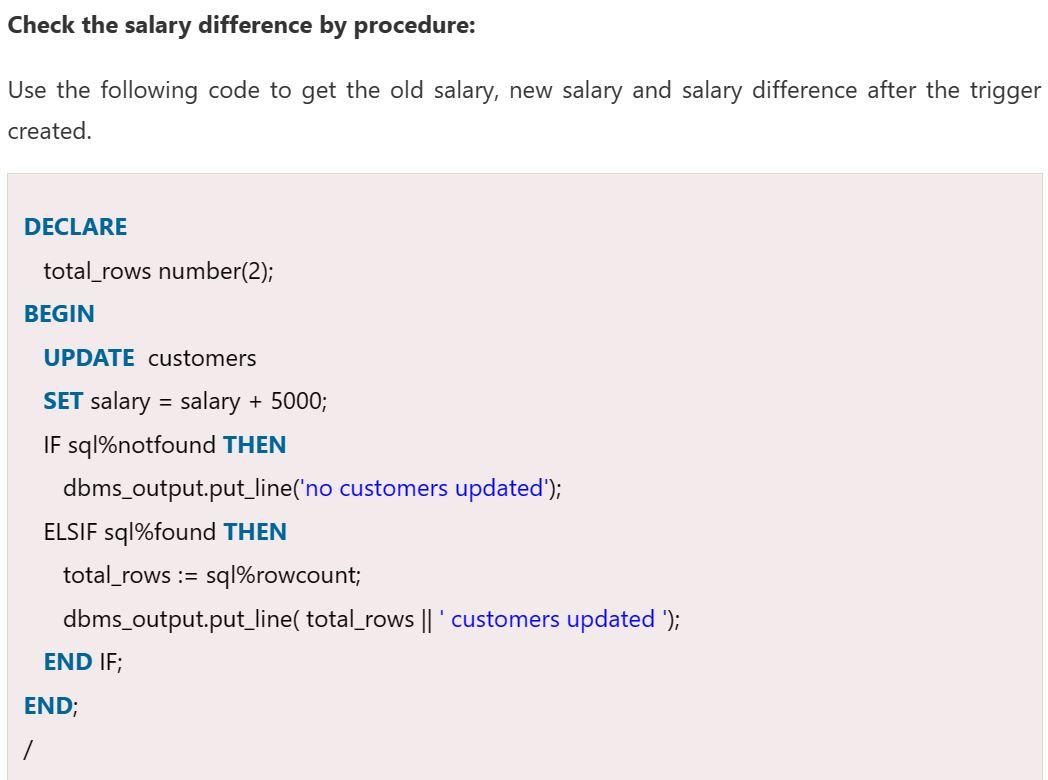 Check the salary difference by procedure:
Use the following code to get the old salary, new salary and salary difference after the trigger
created.
DECLARE
total_rows number(2);
BEGIN
UPDATE  customers
SET salary = salary + 5000;
IF sql%notfound THEN
dbms_output.put_line('no customers updated');
ELSIF sql%found THEN
total_rows := sql%rowcount;
dbms_output.put_line( total_rows || ' customers updated ');
END IF;
END;
/